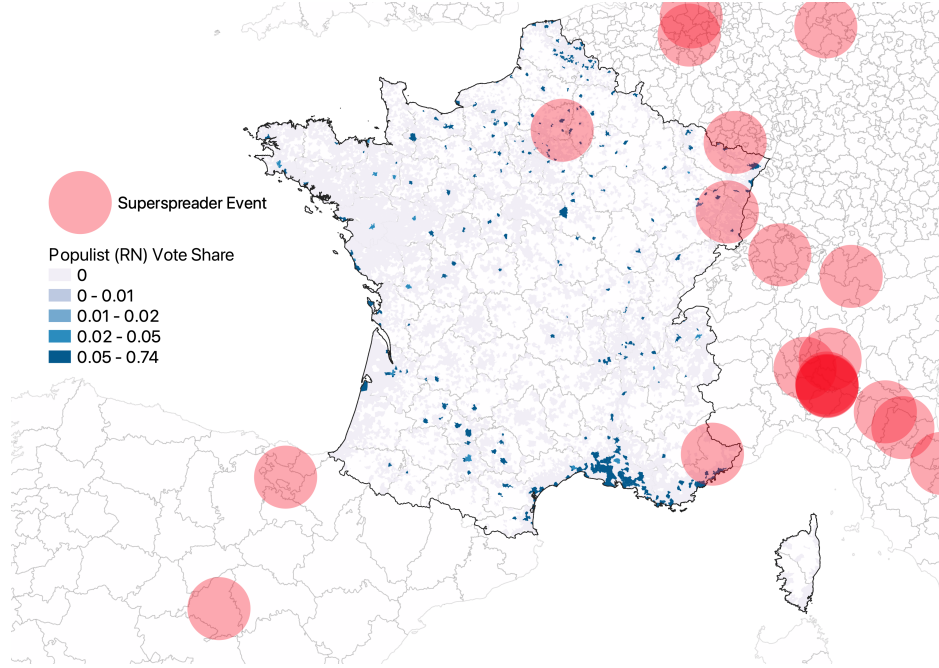 Superspreader Event
Populist (RN) Vote Share
0
0 - 0.01
0.01 - 0.02
0.02 - 0.05
0.05 - 0.74